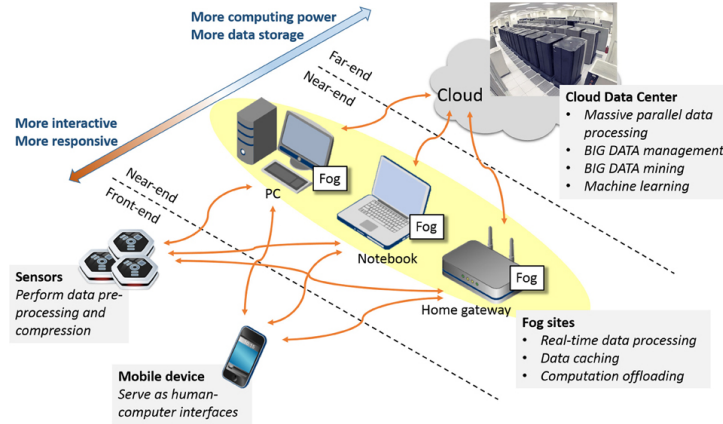 More computing power
More data storage
Far-end
Near-end
Cloud
Cloud Data Center
• Massive parallel data
processing
• BIG DATA management
• BIG DATA mining
• Machine learning
More interactive
More responsive
Near-end
Front-end
Fog
PC
Fog
Notebook
Fog
Home gateway
Sensors
Perform data pre-
processing and
compression
Fog sites
• Real-time data processing
• Data caching
• Computation offloading
Mobile device
Serve as human-
computer interfaces